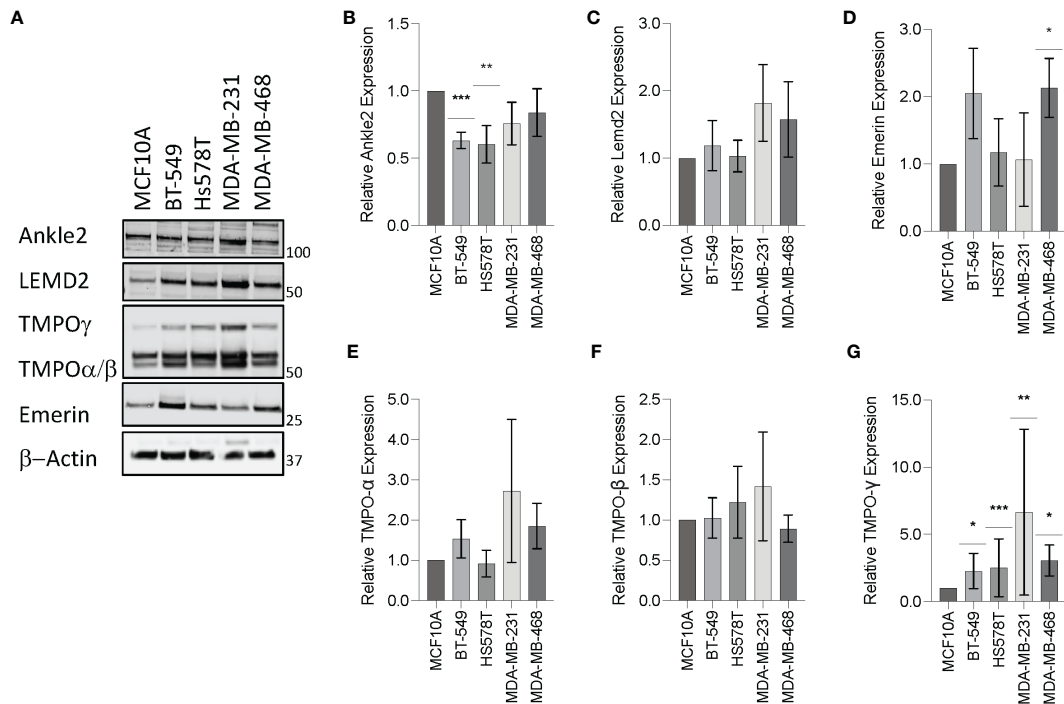 A
MCF10A
BT-549
Hs578T
MDA-MB-231
MDA-MB-468
Ankle2
100
LEMD2
50
TMPOγ
TMPOα/β
50
Emerin
25
β–Actin
37
B
Relative Ankle2 Expression
1.5
1.0
0.5
0.0
***
**
MCF10A
BT-549
HS578T
MDA-MB-231
MDA-MB-468
C
Relative Lemd2 Expression
3.0
2.0
1.0
0.0
MCF10A
BT-549
HS578T
MDA-MB-231
MDA-MB-468
D
Relative Emerin Expression
3.0
2.0
1.0
0.0
*
MCF10A
BT-549
HS578T
MDA-MB-231
MDA-MB-468
E
Relative TMPO-α Expression
5.0
4.0
3.0
2.0
1.0
0.0
MCF10A
BT-549
HS578T
MDA-MB-231
MDA-MB-468
F
Relative TMPO-β Expression
2.5
2.0
1.5
1.0
0.5
0.0
MCF10A
BT-549
HS578T
MDA-MB-231
MDA-MB-468
G
Relative TMPO-γ Expression
15.0
10.0
5.0
0.0
*
***
**
*
MCF10A
BT-549
HS578T
MDA-MB-231
MDA-MB-468